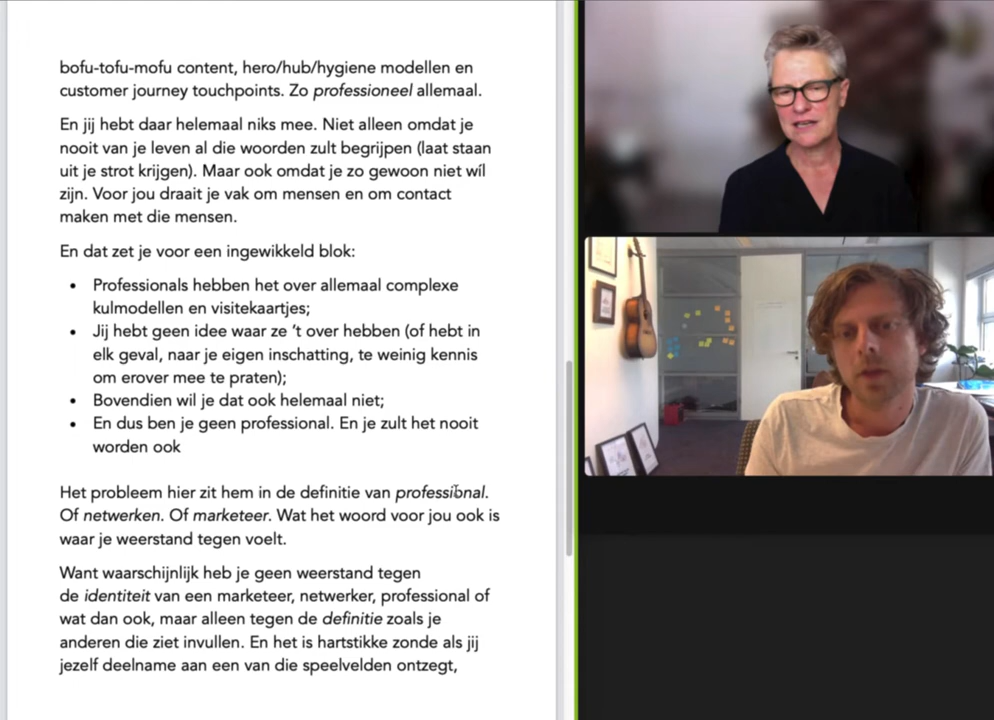 bofu-tofu-mofu content, hero/hub/hygiene modellen en
customer journey touchpoints. Zo professioneel allemaal.
En jij hebt daar helemaal niks mee. Niet alleen omdat je
nooit van je leven al die woorden zult begrijpen (laat staan
uit je strot krijgen). Maar ook omdat je zo gewoon niet wíl
zijn. Voor jou draait je vak om mensen en om contact
maken met die mensen.
En dat zet je voor een ingewikkeld blok:
• Professionals hebben het over allemaal complexe
kulmodellen en visitekaartjes;
• Jij hebt geen idee waar ze ’t over hebben (of hebt in
elk geval, naar je eigen inschatting, te weinig kennis
om erover mee te praten);
• Bovendien wil je dat ook helemaal niet;
• En dus ben je geen professional. En je zult het nooit
worden ook
Het probleem hier zit hem in de definitie van professional.
Of netwerken. Of marketeer. Wat het woord voor jou ook is
waar je weerstand tegen voelt.
Want waarschijnlijk heb je geen weerstand tegen
de identiteit van een marketeer, netwerker, professional of
wat dan ook, maar alleen tegen de definitie zoals je
anderen die ziet invullen. En het is hartstikke zonde als jij
jezelf deelname aan een van die speelvelden ontzegt,